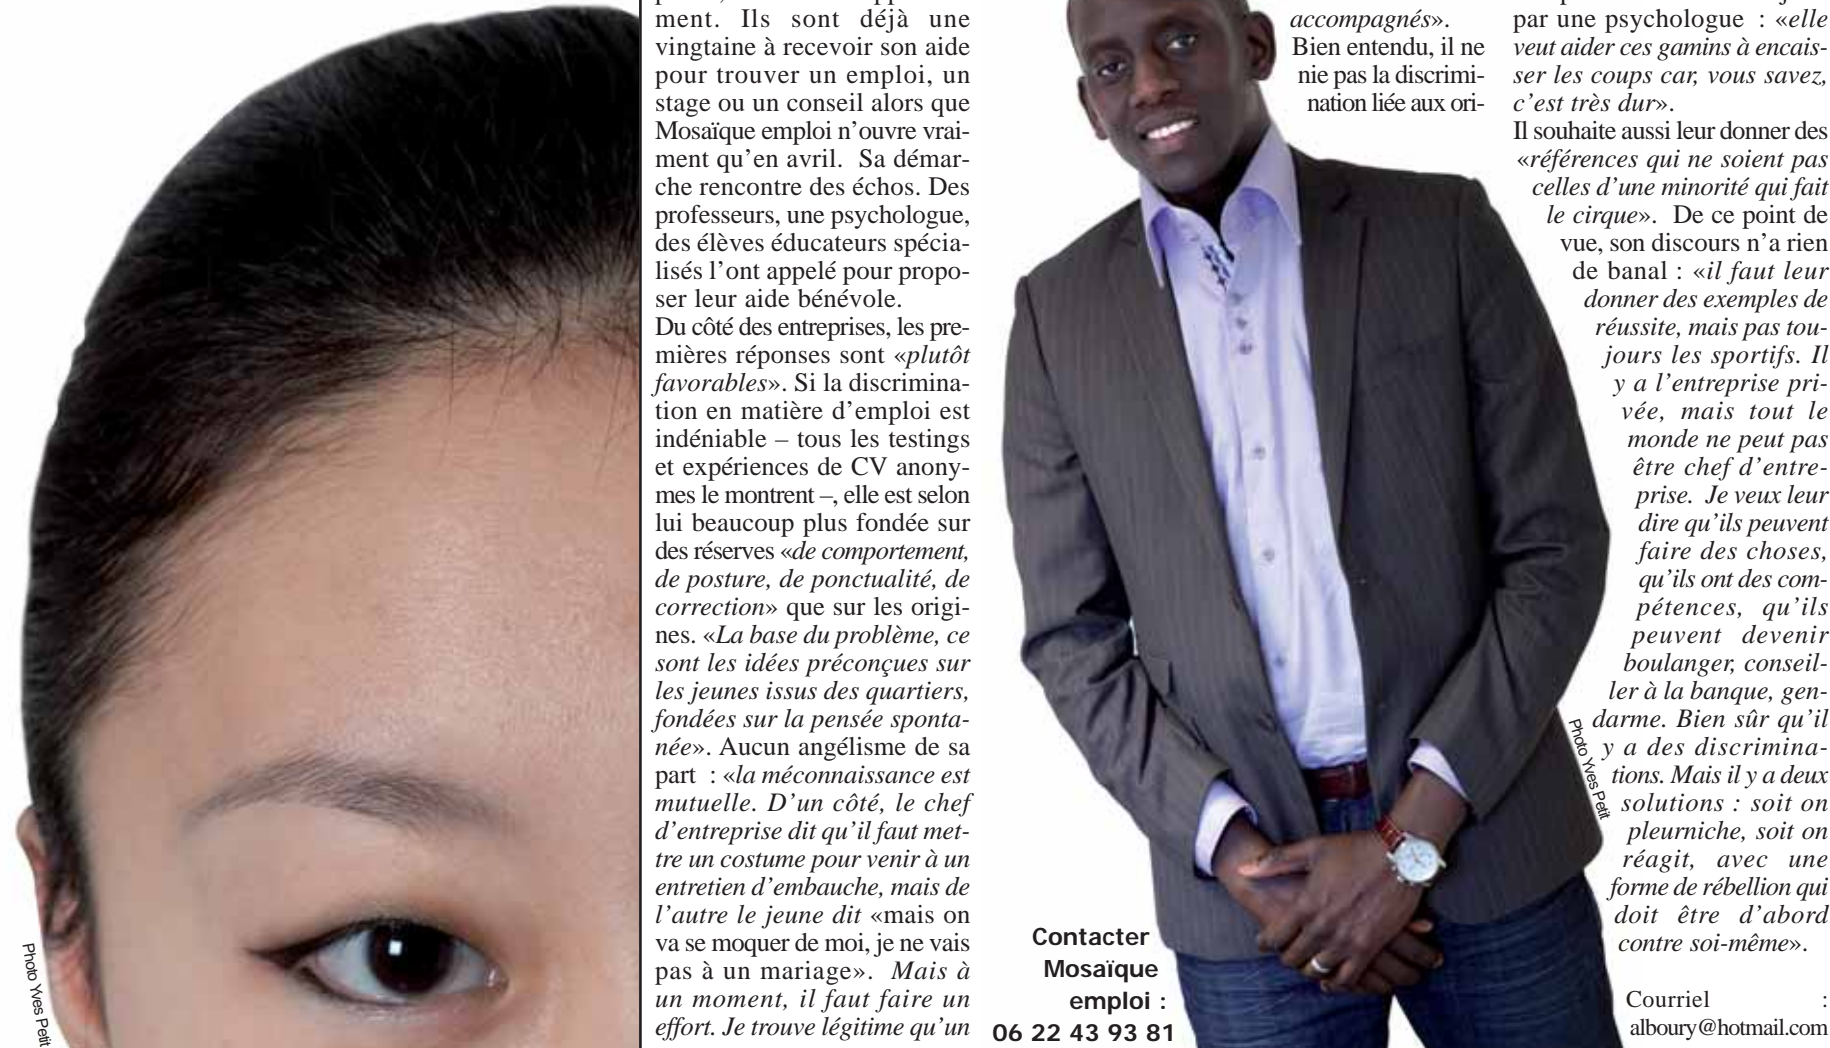 ment. Ils sont déjà une
vingtaine à recevoir son aide
pour trouver un emploi, un
stage ou un conseil alors que
Mosaïque emploi n’ouvre vrai-
ment qu’en avril. Sa démar-
che rencontre des échos. Des
professeurs, une psychologue,
des élèves éducateurs spécia-
lisés l’ont appelé pour propo-
ser leur aide bénévole.
Du côté des entreprises, les pre-
mières réponses sont «plutôt
favorables». Si la discrimina-
tion en matière d’emploi est
indéniable – tous les testings
et expériences de CV anony-
mes le montrent –, elle est selon
lui beaucoup plus fondée sur
des réserves «de comportement,
de posture, de ponctualité, de
correction» que sur les origi-
nes. «La base du problème, ce
sont les idées préconçues sur
les jeunes issus des quartiers,
fondées sur la pensée sponta-
née». Aucun angélisme de sa
part : «la méconnaissance est
mutuelle. D’un côté, le chef
d’entreprise dit qu’il faut met-
tre un costume pour venir à un
entretien d’embauche, mais de
l’autre le jeune dit «mais on
va se moquer de moi, je ne vais
pas à un mariage». Mais à
un moment, il faut faire un
effort. Je trouve légitime qu’un
accompagnés».
Bien entendu, il ne
nie pas la discrimi-
nation liée aux ori-
par une psychologue : «elle
veut aider ces gamins à encais-
ser les coups car, vous savez,
c’est très dur».
Il souhaite aussi leur donner des
«références qui ne soient pas
celles d’une minorité qui fait
le cirque». De ce point de
vue, son discours n’a rien
de banal : «il faut leur
donner des exemples de
réussite, mais pas tou-
jours les sportifs. Il
y a l’entreprise pri-
vée, mais tout le
monde ne peut pas
être chef d’entre-
prise. Je veux leur
dire qu’ils peuvent
faire des choses,
qu’ils ont des com-
pétences, qu’ils
peuvent devenir
boulanger, conseil-
ler à la banque, gen-
darme. Bien sûr qu’il
y a des discrimina-
tions. Mais il y a deux
solutions : soit on
pleurniche, soit on
réagit, avec une
forme de rébellion qui
doit être d’abord
contre soi-même».
Courriel :
alboury@hotmail.com
Contacter
Mosaïque
emploi :
06 22 43 93 81
Photo Yves Petit
Photo Yves Petit